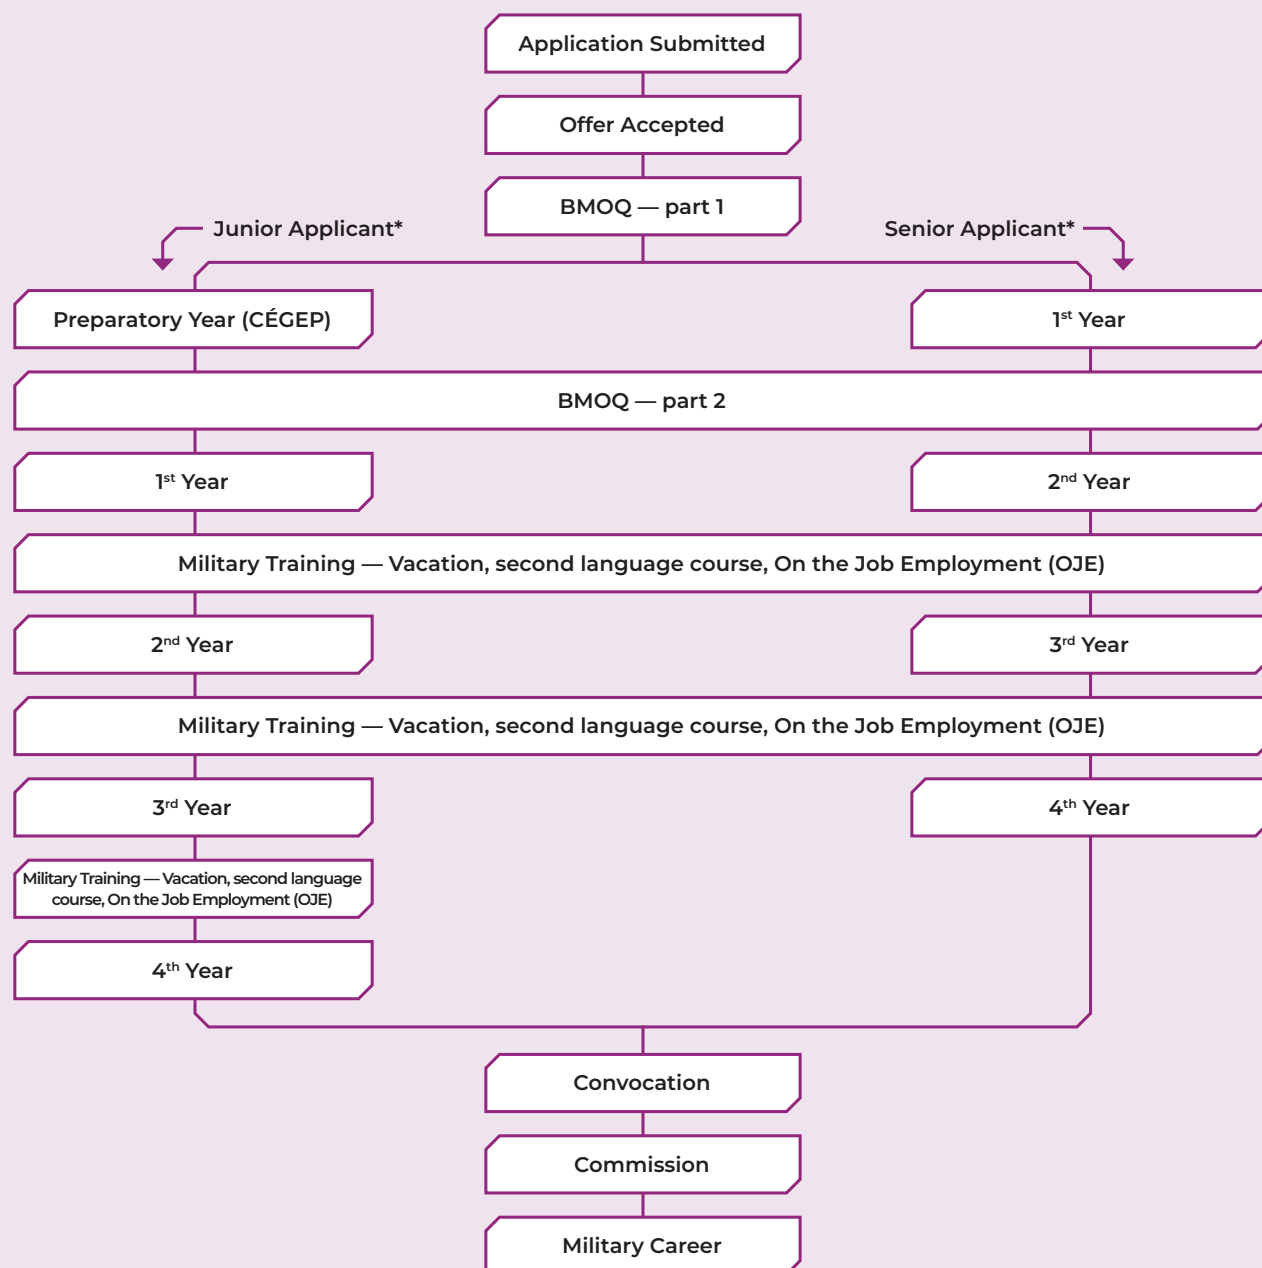 Application Submitted
Offer Accepted
BMOQ — part 1
Junior Applicant*
Senior Applicant*
Preparatory Year (CÉGEP)
1st Year
BMOQ — part 2
1st Year
2nd Year
Military Training — Vacation, second language course, On the Job Employment (OJE)
2nd Year
3rd Year
Military Training — Vacation, second language course, On the Job Employment (OJE)
3rd Year
4th Year
Military Training — Vacation, second language
course, On the Job Employment (OJE)
4th Year
Convocation
Commission
Military Career